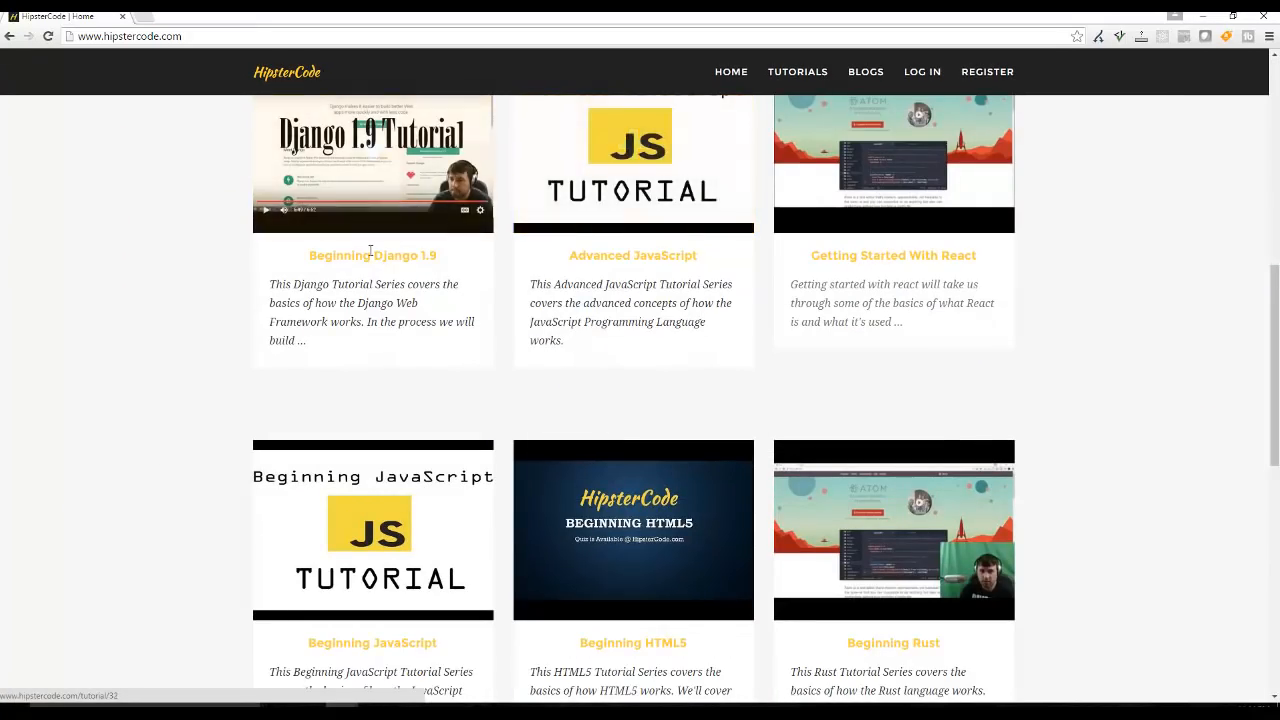 HipsterCode | Home
www.hipstercode.com
HipsterCode
HOME
TUTORIALS
BLOGS
LOG IN
REGISTER
Django 1.9 Tutorial
JS
TUTORIAL
Beginning Django 1.9
This Django Tutorial Series covers the
basics of how the Django Web
Framework works. In the process we will
build ...
Advanced JavaScript
This Advanced JavaScript Tutorial Series
covers the advanced concepts of how the
JavaScript Programming Language
works.
Getting Started With React
Getting started with react will take us
through some of the basics of what React
is and what it's used ...
Beginning JavaScript
JS
TUTORIAL
HipsterCode
BEGINNING HTML5
Quiz is Available @ HipsterCode.com
ATOM
Beginning JavaScript
This Beginning JavaScript Tutorial Series
Beginning HTML5
This HTML5 Tutorial Series covers the
basics of how HTML5 works. We'll cover
Beginning Rust
This Rust Tutorial Series covers the
basics of how the Rust language works.
www.hipstercode.com/tutorial/32